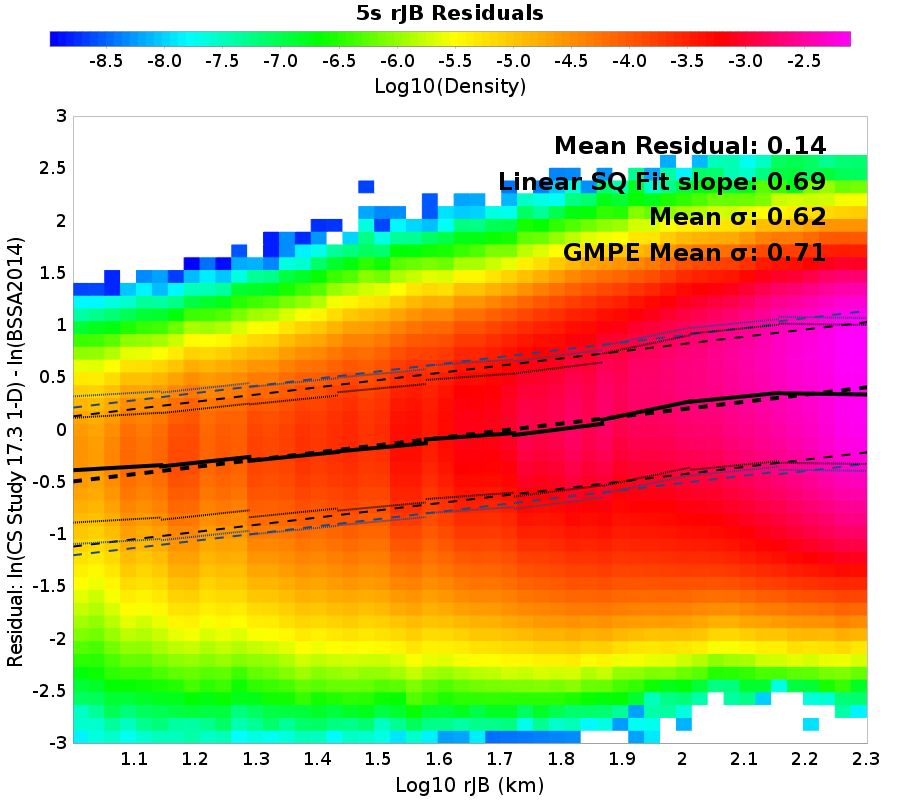 5s rJB Residuals
-8.5 -8.0 -7.5 -7.0 -6.5 -6.0 -5.5 -5.0 -4.5 -4.0 -3.5 -3.0 -2.5
Log10(Density)
Mean Residual: 0.14
Linear SQ Fit slope: 0.69
Mean σ: 0.62
GMPE Mean σ: 0.71
Residual: ln(CS Study 17.3 1-D) - ln(BSSA2014)
3
2.5
2
1.5
1
0.5
0
-0.5
-1
-1.5
-2
-2.5
-3
1.1 1.2 1.3 1.4 1.5 1.6 1.7 1.8 1.9 2 2.1 2.2 2.3
Log10 rJB (km)